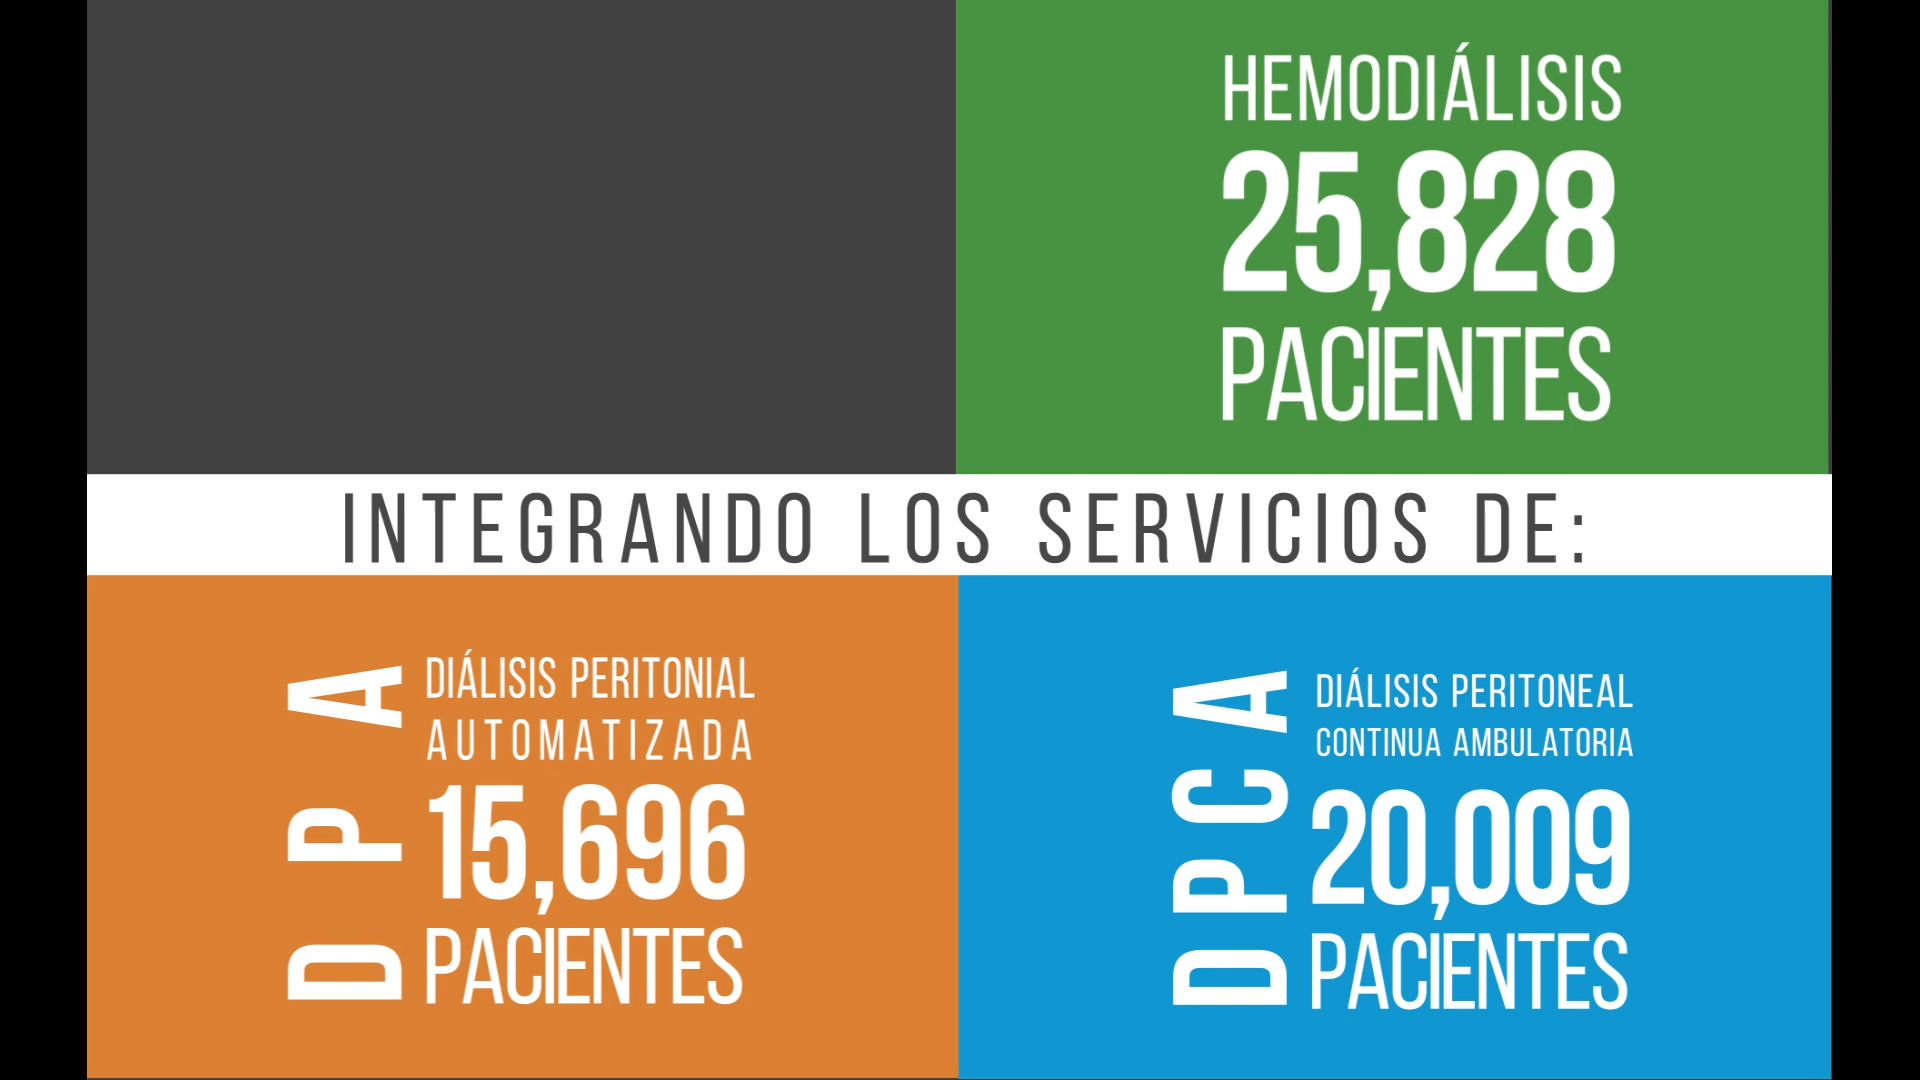 HEMODIÁLISIS
25,828
PACIENTES
INTEGRANDO LOS SERVICIOS DE:
DPA
DIÁLISIS PERITONIAL
AUTOMATIZADA
15,696
PACIENTES
DPCA
DIÁLISIS PERITONEAL
CONTINUA AMBULATORIA
20,009
PACIENTES